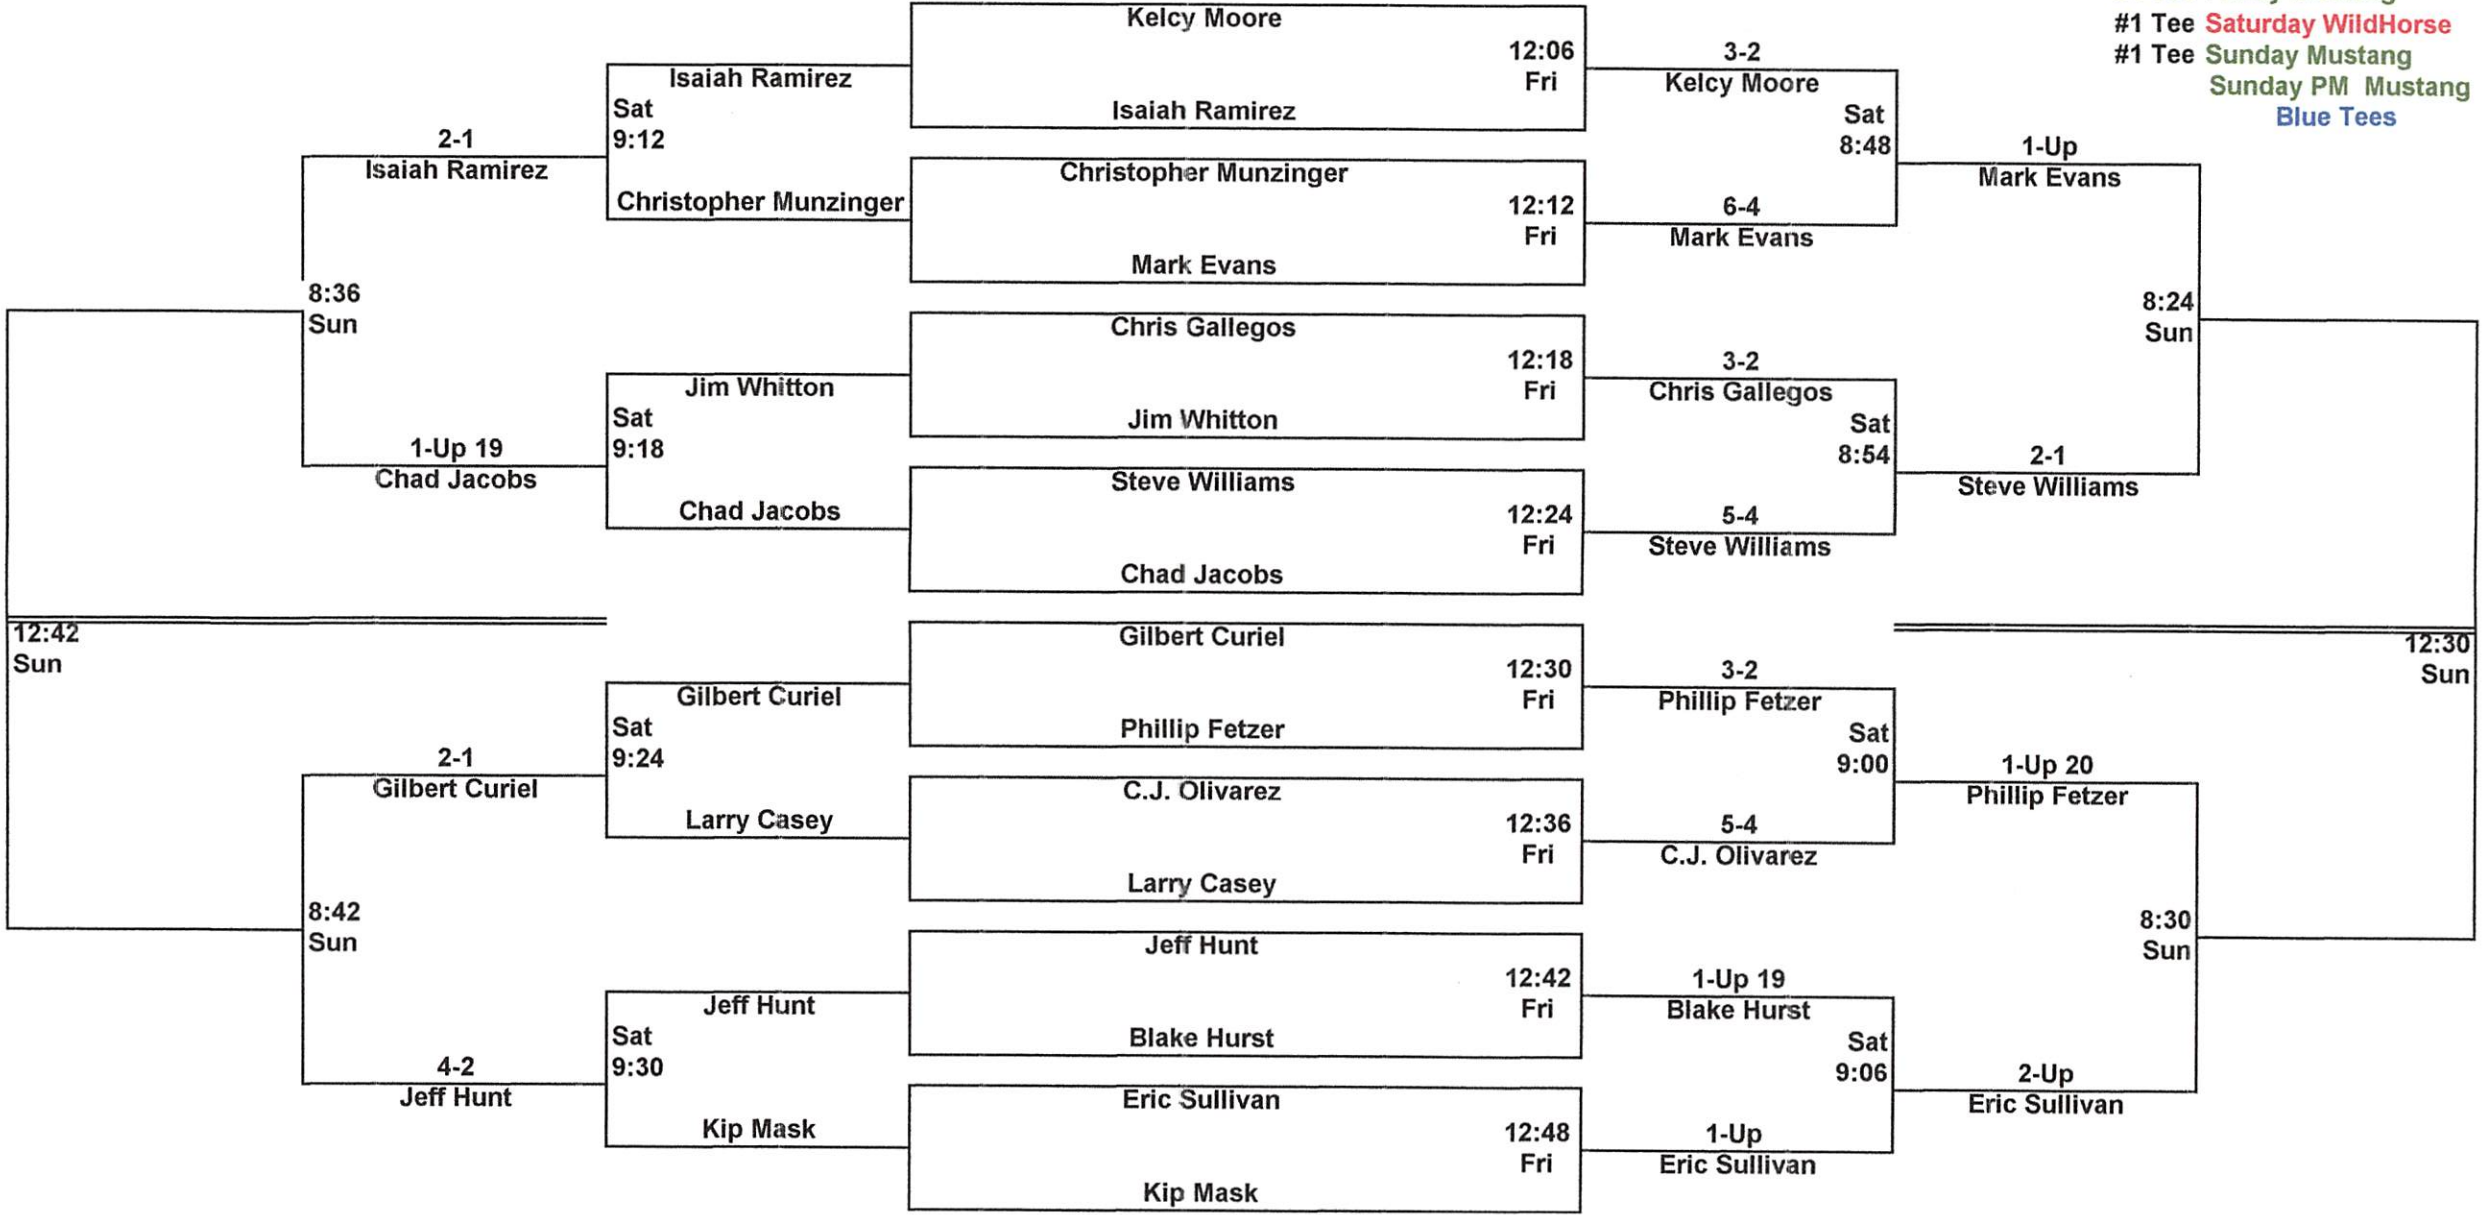 #1 Tee Saturday WildHorse
#1 Tee Sunday Mustang
Sunday PM Mustang
Blue Tees
Kelcy Moore
12:06
Fri
Isaiah Ramirez
Christopher Munzinger
12:12
Fri
Mark Evans
Chris Gallegos
12:18
Fri
Jim Whitton
Steve Williams
12:24
Fri
Chad Jacobs
Gilbert Curiel
12:30
Fri
Phillip Fetzer
C.J. Olivarez
12:36
Fri
Larry Casey
Jeff Hunt
12:42
Fri
Blake Hurst
Eric Sullivan
12:48
Fri
Kip Mask
Isaiah Ramirez
Sat
9:12
Christopher Munzinger
Jim Whitton
Sat
9:18
Chad Jacobs
Gilbert Curiel
Sat
9:24
Larry Casey
Jeff Hunt
Sat
9:30
Kip Mask
2-1
Isaiah Ramirez
8:36
Sun
1-Up 19
Chad Jacobs
2-1
Gilbert Curiel
8:42
Sun
4-2
Jeff Hunt
12:42
Sun
3-2
Kelcy Moore
Sat
8:48
6-4
Mark Evans
3-2
Chris Gallegos
Sat
8:54
5-4
Steve Williams
3-2
Phillip Fetzer
Sat
9:00
5-4
C.J. Olivarez
1-Up 19
Blake Hurst
Sat
9:06
1-Up
Eric Sullivan
1-Up
Mark Evans
8:24
Sun
2-1
Steve Williams
1-Up 20
Phillip Fetzer
8:30
Sun
2-Up
Eric Sullivan
12:30
Sun